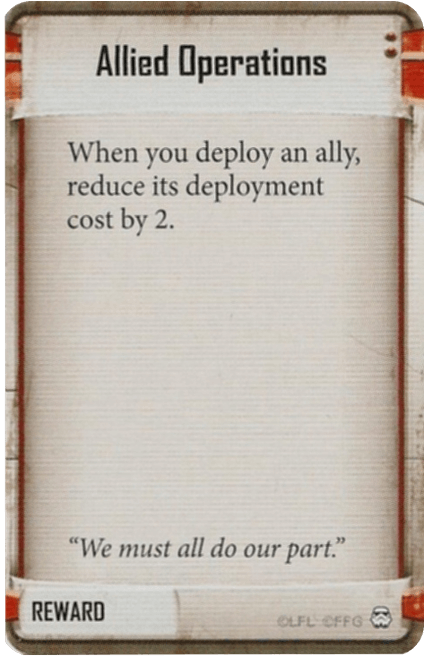 Allied Operations
When you deploy an ally,
reduce its deployment
cost by 2.
“We must all do our part.”
REWARD
©LFL ©FFG